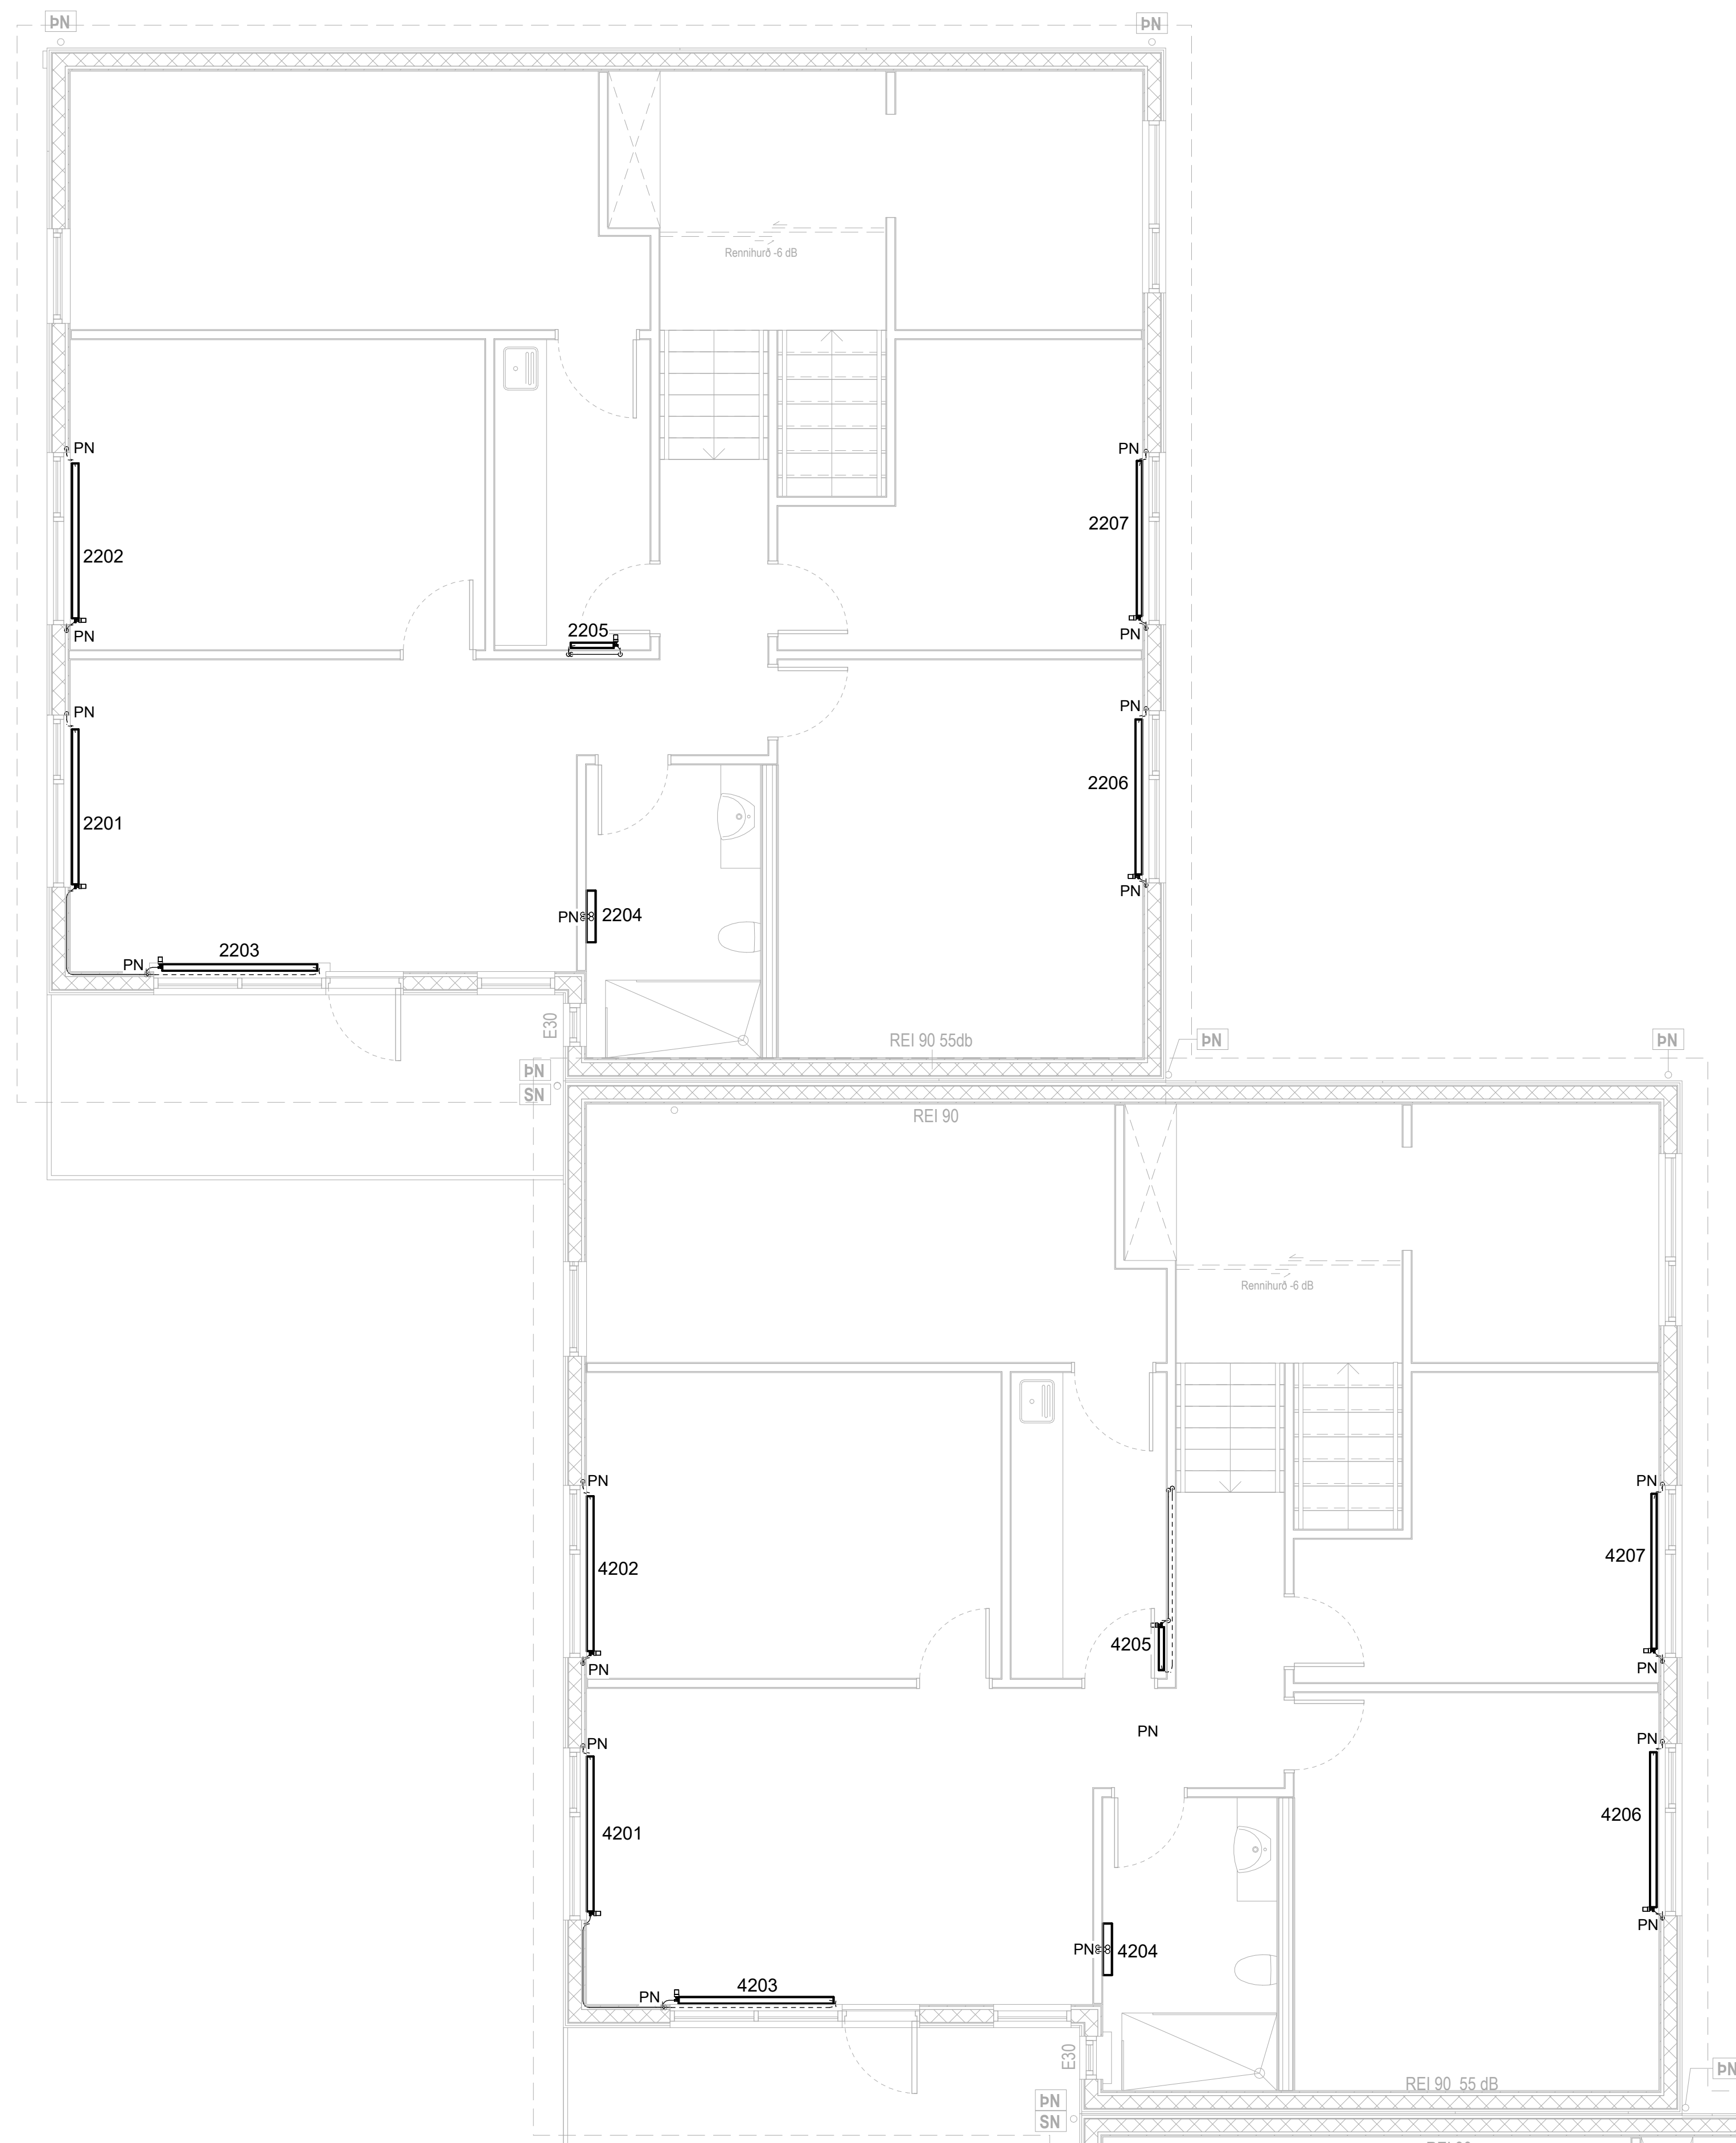 ÞN
ÞN
Rennihurð -6 dB
PN
PN
2207
2202
PN
PN
2205
PN
PN
2206
2201
PN
PN
2204
2203
PN
E30
REI 90 55db
ÞN
ÞN
ÞN
SN
REI 90
Rennihurð -6 dB
PN
PN
4207
4202
4205
PN
PN
PN
PN
PN
4206
4201
PN
PN
4204
4203
PN
E30
ÞN
REI 90 55 dB
ÞN
SN